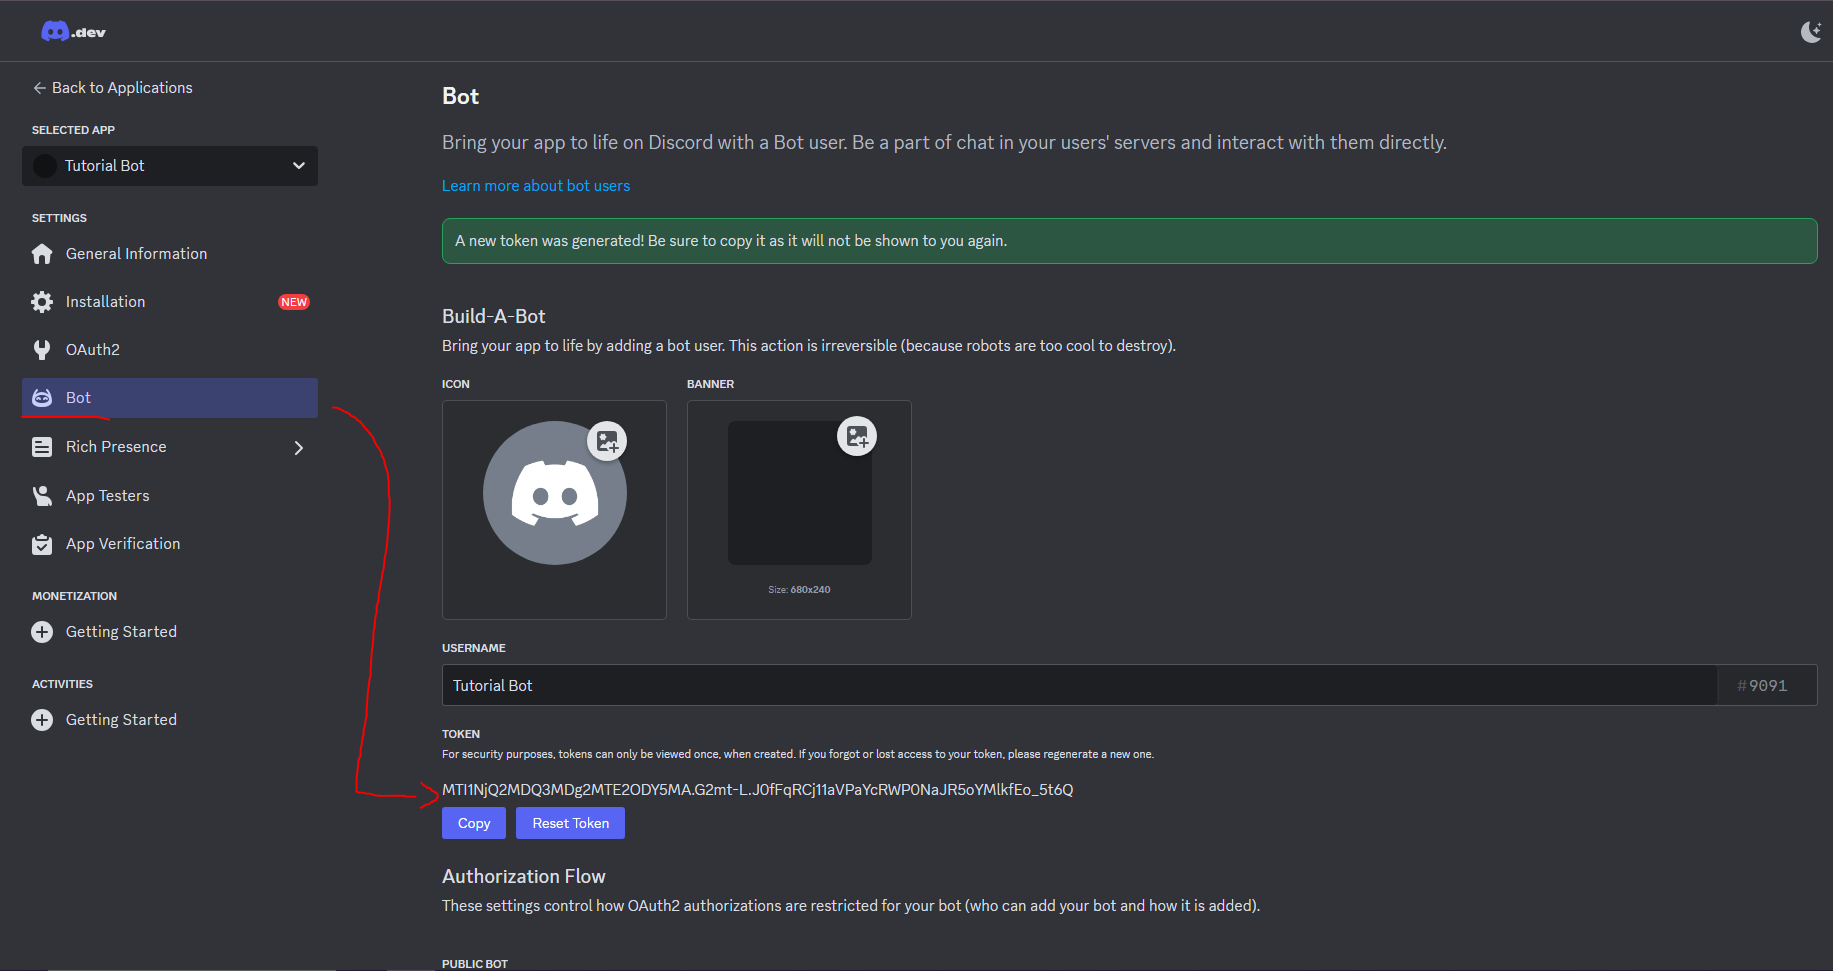 .dev
Back to Applications
SELECTED APP
Tutorial Bot
SETTINGS
General Information
Installation NEW
OAuth2
Bot
Rich Presence
App Testers
App Verification
MONETIZATION
Getting Started
ACTIVITIES
Getting Started
Bot
Bring your app to life on Discord with a Bot user. Be a part of chat in your users' servers and interact with them directly.
Learn more about bot users
A new token was generated! Be sure to copy it as it will not be shown to you again.
Build-A-Bot
Bring your app to life by adding a bot user. This action is irreversible (because robots are too cool to destroy).
ICON BANNER
Size: 680x240
USERNAME
Tutorial Bot #9091
TOKEN
For security purposes, tokens can only be viewed once, when created. If you forgot or lost access to your token, please regenerate a new one.
MTI1NjQ2MDQ3MDg2MTE2ODY5MA.G2mt-L.J0fFqRCj11aVPaYcRWP0NaJR5oYMlkfEo_5t6Q
Copy Reset Token
Authorization Flow
These settings control how OAuth2 authorizations are restricted for your bot (who can add your bot and how it is added).
PUBLIC BOT